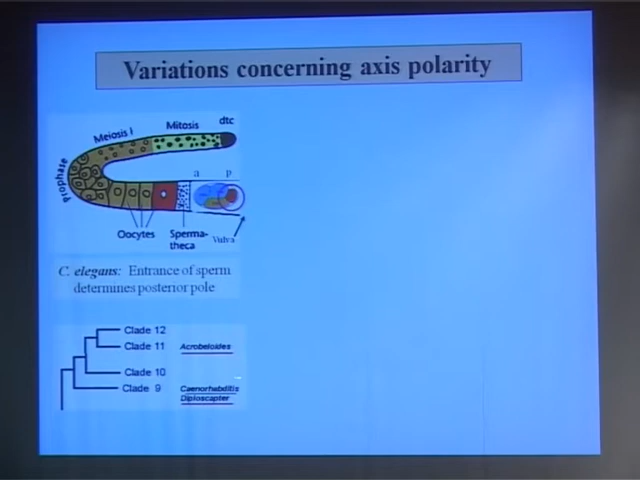 Variations concerning axis polarity
Meiosis I
Mitosis
dtc
Prophase
a
p
Oocytes
Sperma-
theca
Vulva
C. elegans: Entrance of sperm
determines posterior pole
Clade 12
Clade 11 Acrobeloides
Clade 10
Clade 9 Caenorhabditis
Diploscapter